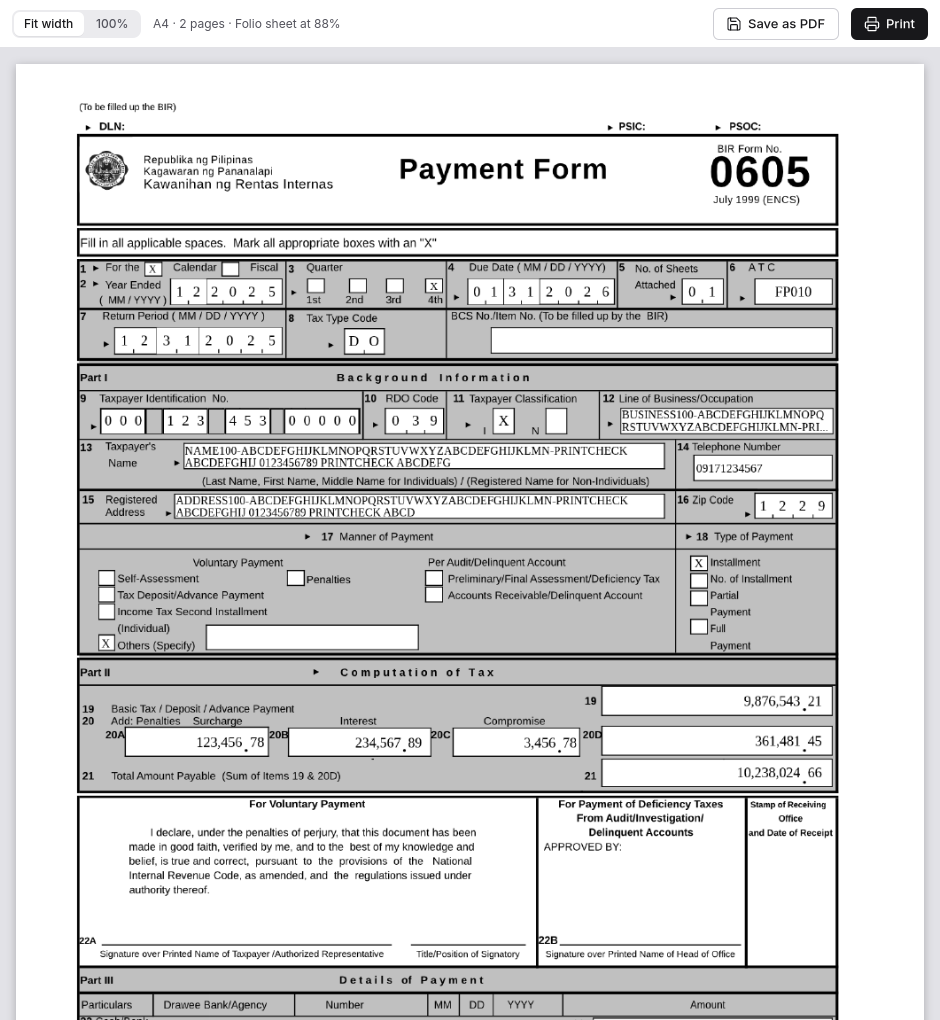 Fit width 100% A4 · 2 pages · Folio sheet at 88% Save as PDF Print
(To be filled up the BIR)
► DLN: ► PSIC: ► PSOC:
Republika ng Pilipinas
Kagawaran ng Pananalapi
Kawanihan ng Rentas Internas
Payment Form
BIR Form No.
0605
July 1999 (ENCS)
Fill in all applicable spaces. Mark all appropriate boxes with an "X"
1 ► For the X Calendar Fiscal 3 Quarter 4 Due Date ( MM / DD / YYYY) 5 No. of Sheets 6 A T C
2 ► Year Ended ( MM / YYYY ) 1 2 2 0 2 5 ► 1st 2nd 3rd X 4th ► 0 1 3 1 2 0 2 6 Attached ► 0 1 ► FP010
7 Return Period ( MM / DD / YYYY ) 8 Tax Type Code BCS No./Item No. (To be filled up by the BIR)
► 1 2 3 1 2 0 2 5 ► D O
Part I Background Information
9 Taxpayer Identification No. 10 RDO Code 11 Taxpayer Classification 12 Line of Business/Occupation
► 0 0 0 1 2 3 4 5 3 0 0 0 0 0 ► 0 3 9 ► I X N ► BUSINESS100-ABCDEFGHIJKLMNOPQ
RSTUVWXYZABCDEFGHIJKLMN-PRI...
13 Taxpayer's Name ► NAME100-ABCDEFGHIJKLMNOPQRSTUVWXYZABCDEFGHIJKLMN-PRINTCHECK
ABCDEFGHIJ 0123456789 PRINTCHECK ABCDEFG
14 Telephone Number
09171234567
(Last Name, First Name, Middle Name for Individuals) / (Registered Name for Non-Individuals)
15 Registered Address ► ADDRESS100-ABCDEFGHIJKLMNOPQRSTUVWXYZABCDEFGHIJKLMN-PRINTCHECK
ABCDEFGHIJ 0123456789 PRINTCHECK ABCD
16 Zip Code
► 1 2 2 9
► 17 Manner of Payment ► 18 Type of Payment
Voluntary Payment Per Audit/Delinquent Account X Installment
Self-Assessment Penalties Preliminary/Final Assessment/Deficiency Tax No. of Installment
Tax Deposit/Advance Payment Accounts Receivable/Delinquent Account Partial
Income Tax Second Installment Payment
(Individual) Full
X Others (Specify) Payment
Part II ► Computation of Tax
19 Basic Tax / Deposit / Advance Payment 19 9,876,543.21
20 Add: Penalties Surcharge Interest Compromise
20A 123,456.78 20B 234,567.89 20C 3,456.78 20D 361,481.45
21 Total Amount Payable (Sum of Items 19 & 20D) 21 10,238,024.66
For Voluntary Payment
I declare, under the penalties of perjury, that this document has been
made in good faith, verified by me, and to the best of my knowledge and
belief, is true and correct, pursuant to the provisions of the National
Internal Revenue Code, as amended, and the regulations issued under
authority thereof.
22A
Signature over Printed Name of Taxpayer /Authorized Representative Title/Position of Signatory
For Payment of Deficiency Taxes
From Audit/Investigation/
Delinquent Accounts
APPROVED BY:
22B
Signature over Printed Name of Head of Office
Stamp of Receiving
Office
and Date of Receipt
Part III Details of Payment
Particulars Drawee Bank/Agency Number MM DD YYYY Amount